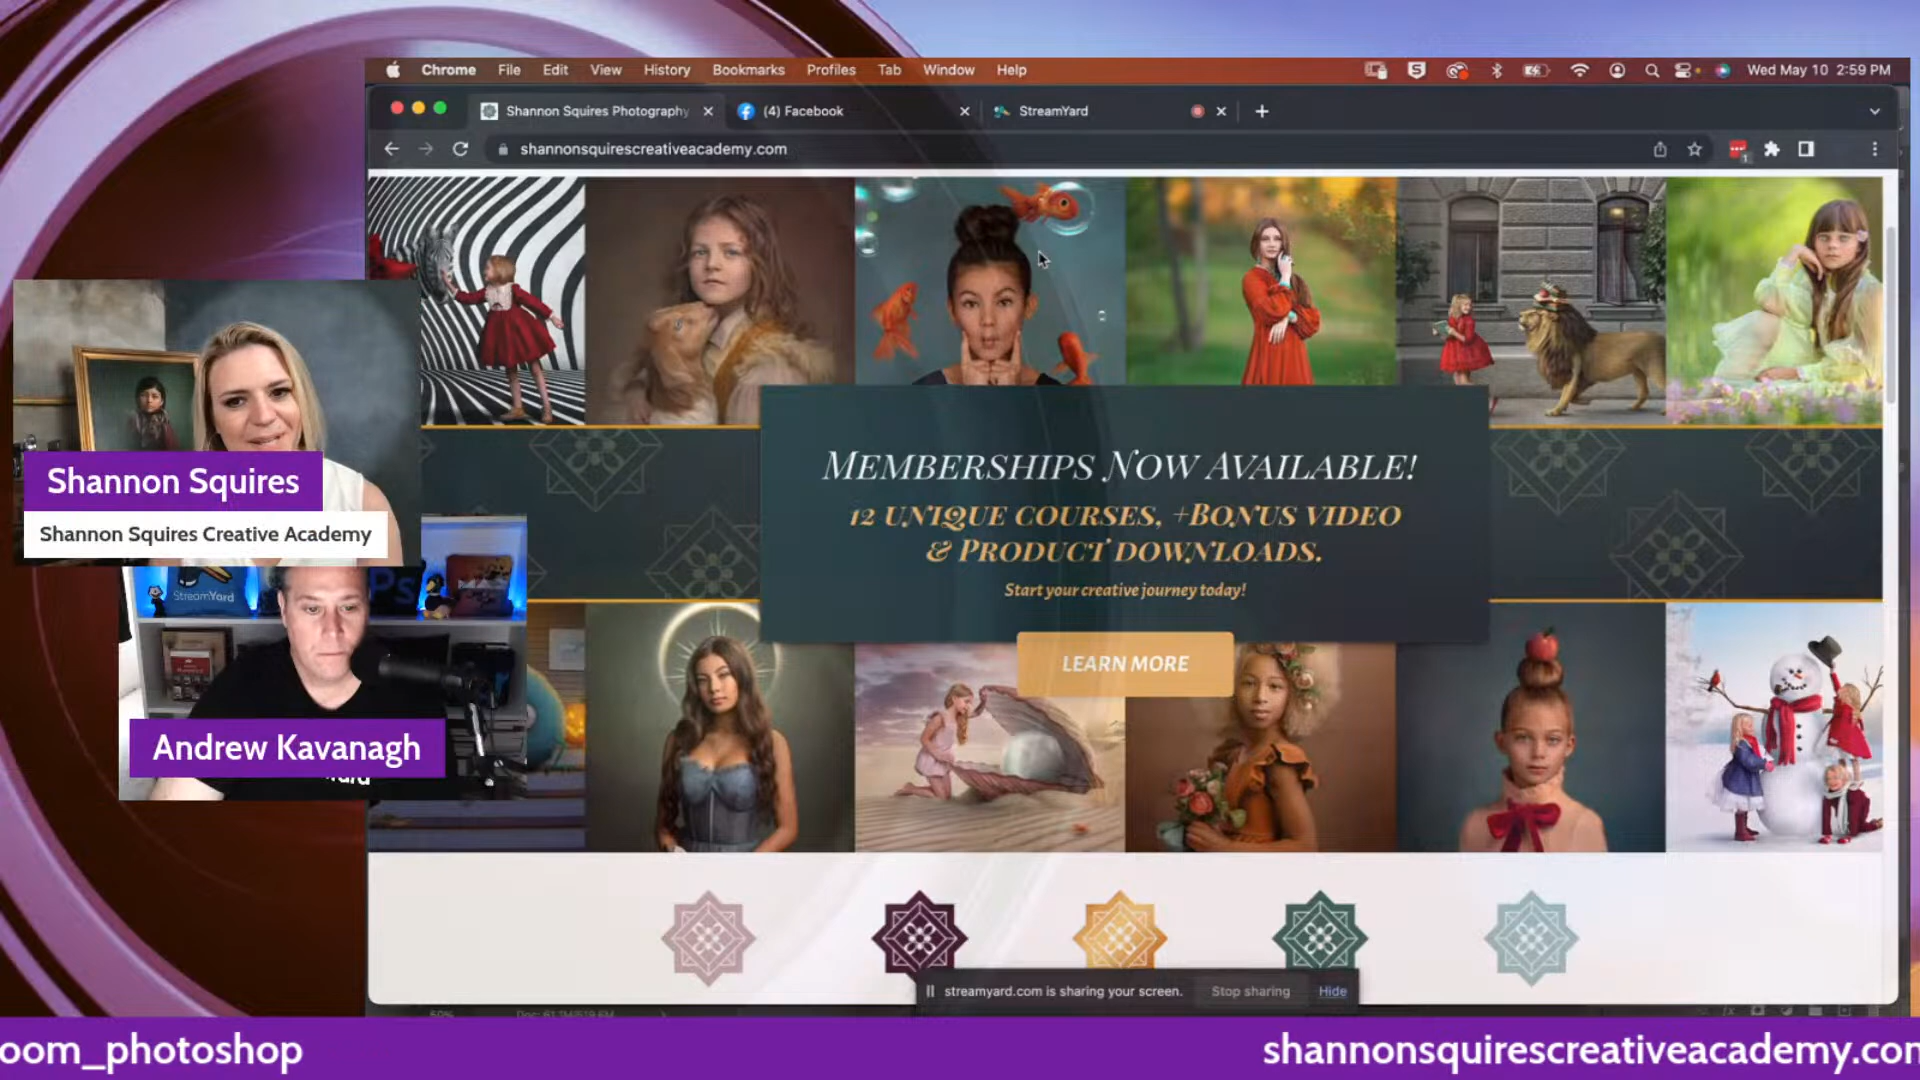 Chrome File Edit View History Bookmarks Profiles Tab Window Help
Wed May 10 2:59 PM
Shannon Squires Photography
(4) Facebook
StreamYard
shannonsquirescreativeacademy.com
1
MEMBERSHIPS NOW AVAILABLE!
12 UNIQUE COURSES, +BONUS VIDEO
& PRODUCT DOWNLOADS.
Start your creative journey today!
LEARN MORE
Shannon Squires
Shannon Squires Creative Academy
StreamYard
Ps
Andrew Kavanagh
streamyard.com is sharing your screen. Stop sharing Hide
oom_photoshop
shannonsquirescreativeacademy.con